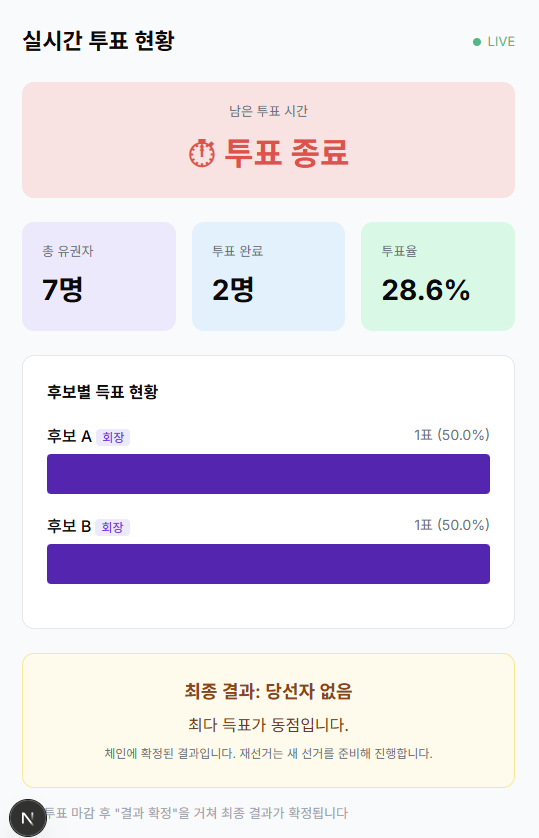 실시간 투표 현황
LIVE
남은 투표 시간
⏱ 투표 종료
총 유권자
7명
투표 완료
2명
투표율
28.6%
후보별 득표 현황
후보 A 회장
1표 (50.0%)
후보 B 회장
1표 (50.0%)
최종 결과: 당선자 없음
최다 득표가 동점입니다.
체인에 확정된 결과입니다. 재선거는 새 선거를 준비해 진행합니다.
투표 마감 후 "결과 확정"을 거쳐 최종 결과가 확정됩니다
N